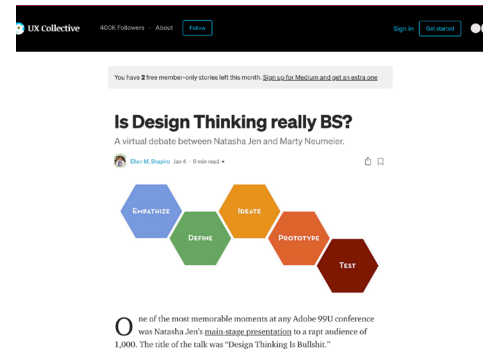 UX Collective 400K Followers · About Follow Sign in Get started
You have 2 free member-only stories left this month. Sign up for Medium and get an extra one
Is Design Thinking really BS?
A virtual debate between Natasha Jen and Marty Neumeier.
Ellen M. Shapiro Jan 4 · 9 min read
EMPATHIZE
DEFINE
IDEATE
PROTOTYPE
TEST
One of the most memorable moments at any Adobe 99U conference
was Natasha Jen's main-stage presentation to a rapt audience of
1,000. The title of the talk was “Design Thinking Is Bullshit.”